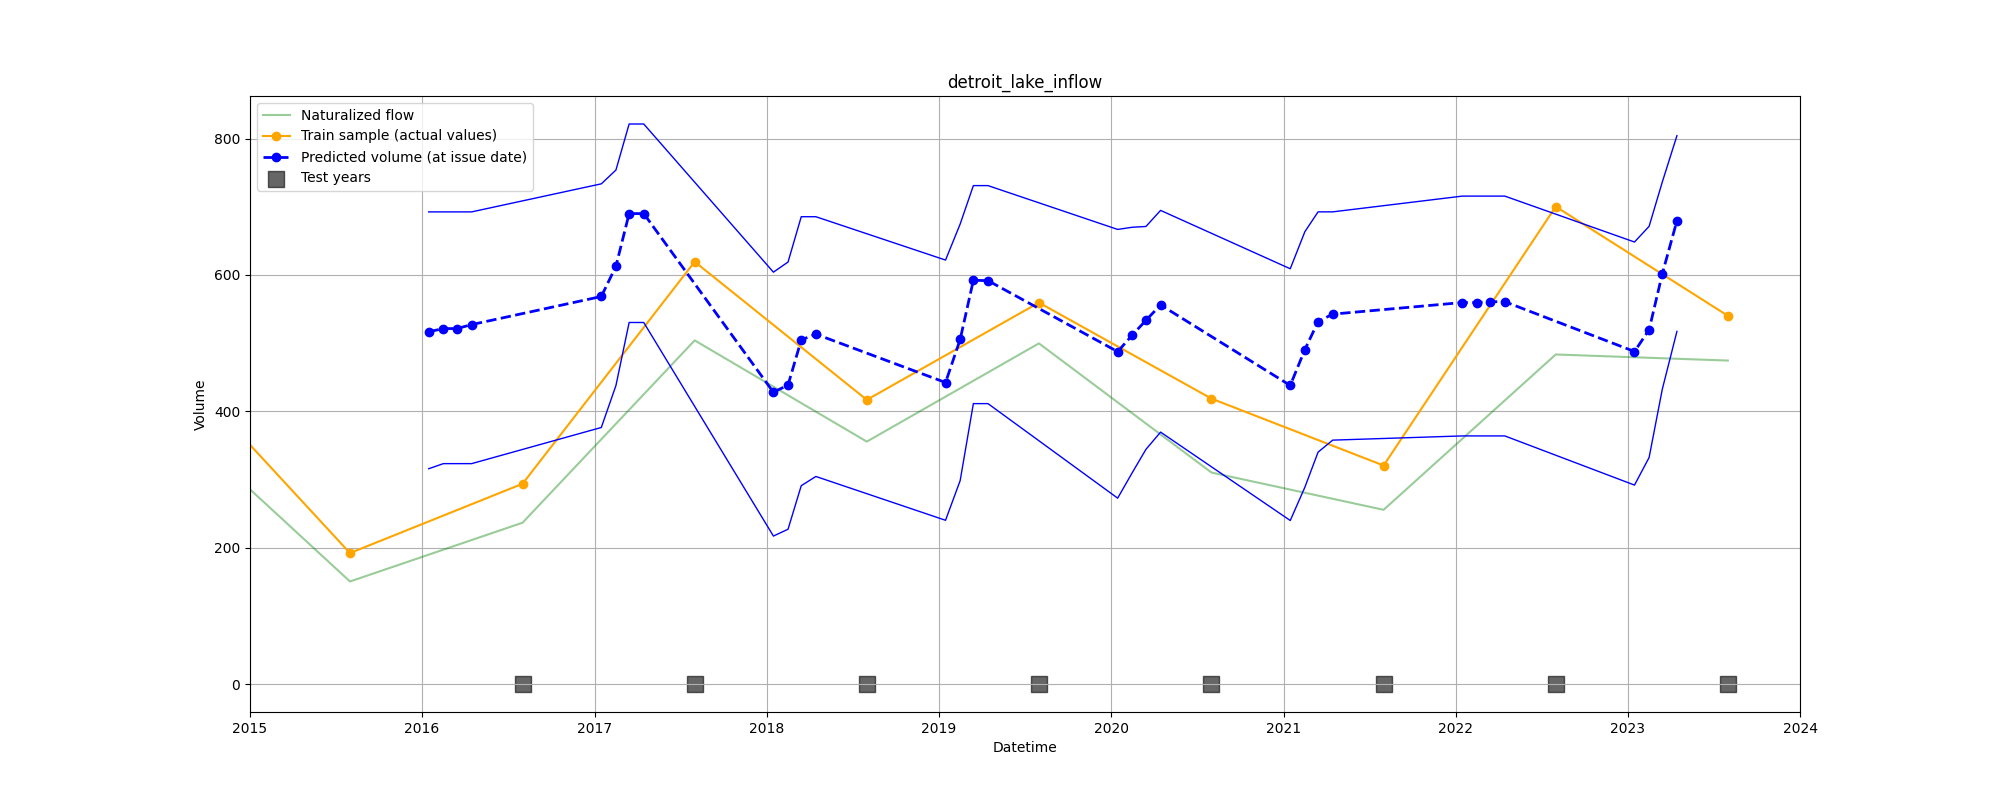 detroit_lake_inflow
Naturalized flow
Train sample (actual values)
Predicted volume (at issue date)
Test years
800
600
400
200
0
Volume
2015 2016 2017 2018 2019 2020 2021 2022 2023 2024
Datetime